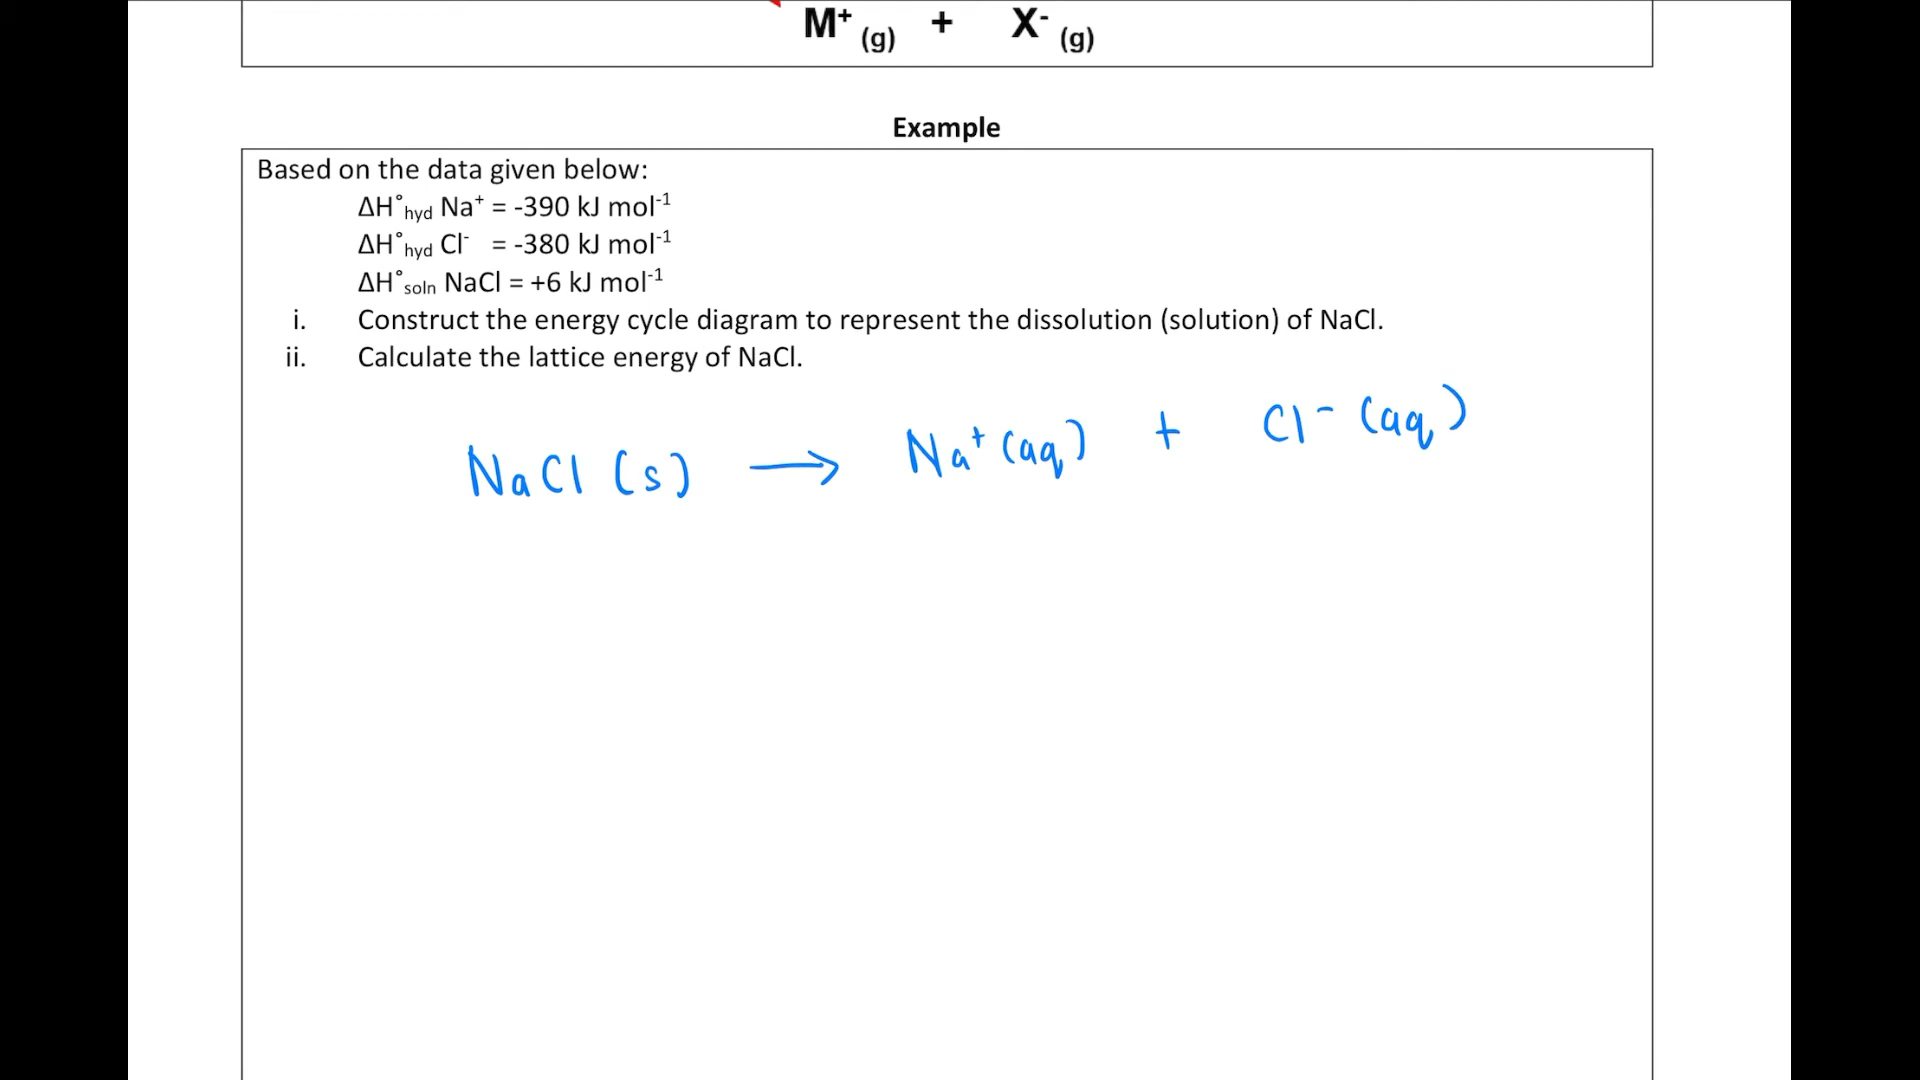 M⁺ (g) + X⁻ (g)
Example
Based on the data given below:
ΔH°hyd Na⁺ = -390 kJ mol⁻¹
ΔH°hyd Cl⁻ = -380 kJ mol⁻¹
ΔH°soln NaCl = +6 kJ mol⁻¹
i. Construct the energy cycle diagram to represent the dissolution (solution) of NaCl.
ii. Calculate the lattice energy of NaCl.
NaCl (s) → Na⁺ (aq) + Cl⁻ (aq)